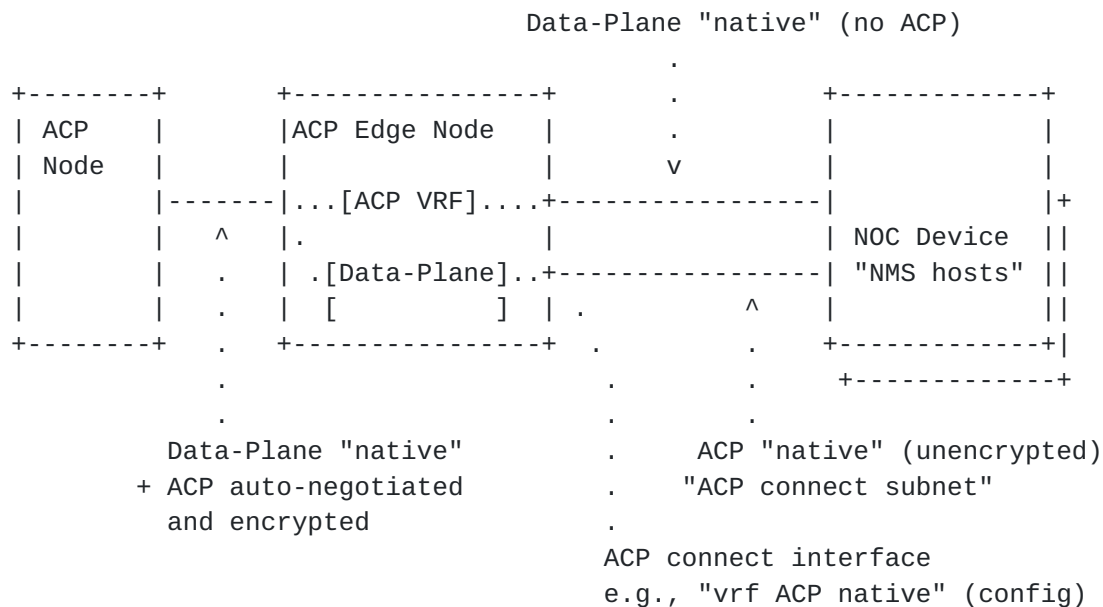 Data-Plane "native" (no ACP)
.
+--------+       +----------------+        .         +-------------+
| ACP    |       |ACP Edge Node   |        .         |             |
| Node   |       |                |        v         |             |
|        |-------|...[ACP VRF]....+-----------------|             |+
|        |   ^   |.               |                 | NOC Device  ||
|        |   .   | .[Data-Plane]..+-----------------| "NMS hosts" ||
|        |   .   |  [          ]  | .          ^    |             ||
+--------+   .   +----------------+  .         .    +-------------+|
.                        .        .     +-------------+
.                        .        .
Data-Plane "native"         .     ACP "native" (unencrypted)
+ ACP auto-negotiated         .    "ACP connect subnet"
and encrypted               .
ACP connect interface
e.g., "vrf ACP native" (config)